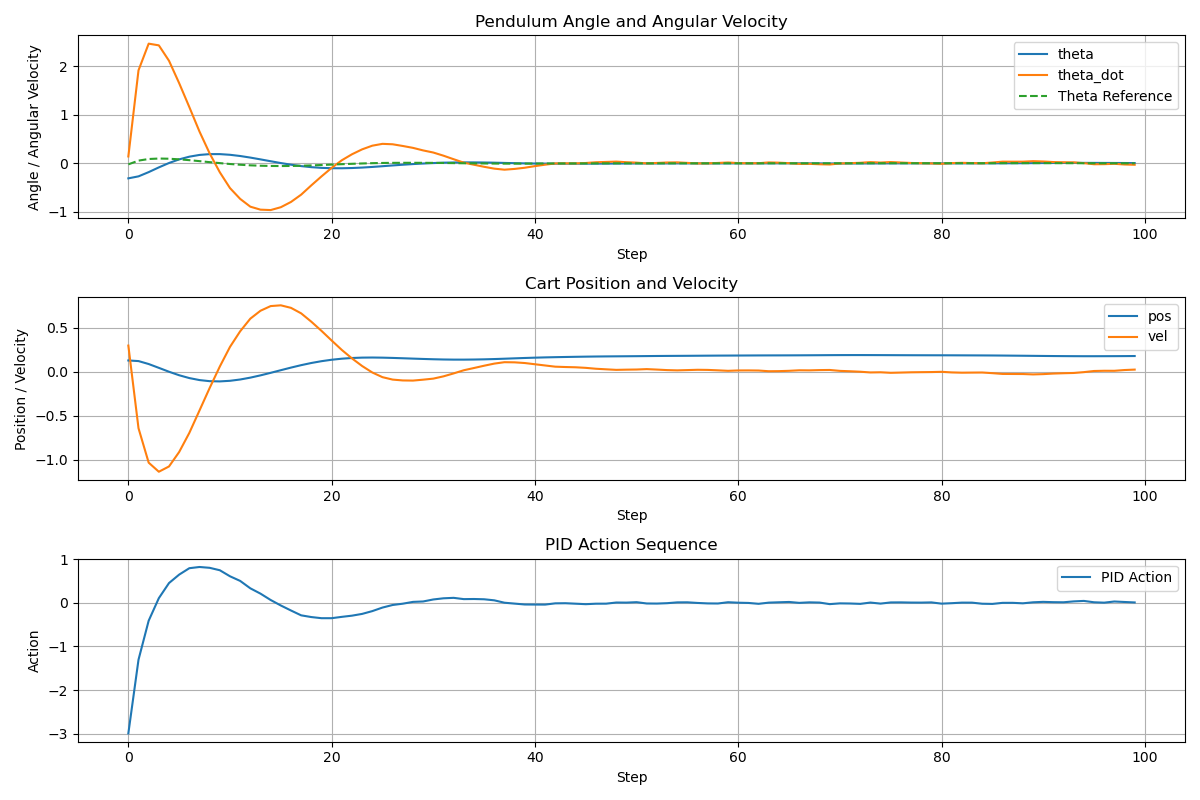 Pendulum Angle and Angular Velocity
Angle / Angular Velocity
2
1
0
−1
theta
theta_dot
Theta Reference
0 20 40 60 80 100
Step
Cart Position and Velocity
Position / Velocity
0.5
0.0
−0.5
−1.0
pos
vel
0 20 40 60 80 100
Step
PID Action Sequence
Action
1
0
−1
−2
−3
PID Action
0 20 40 60 80 100
Step